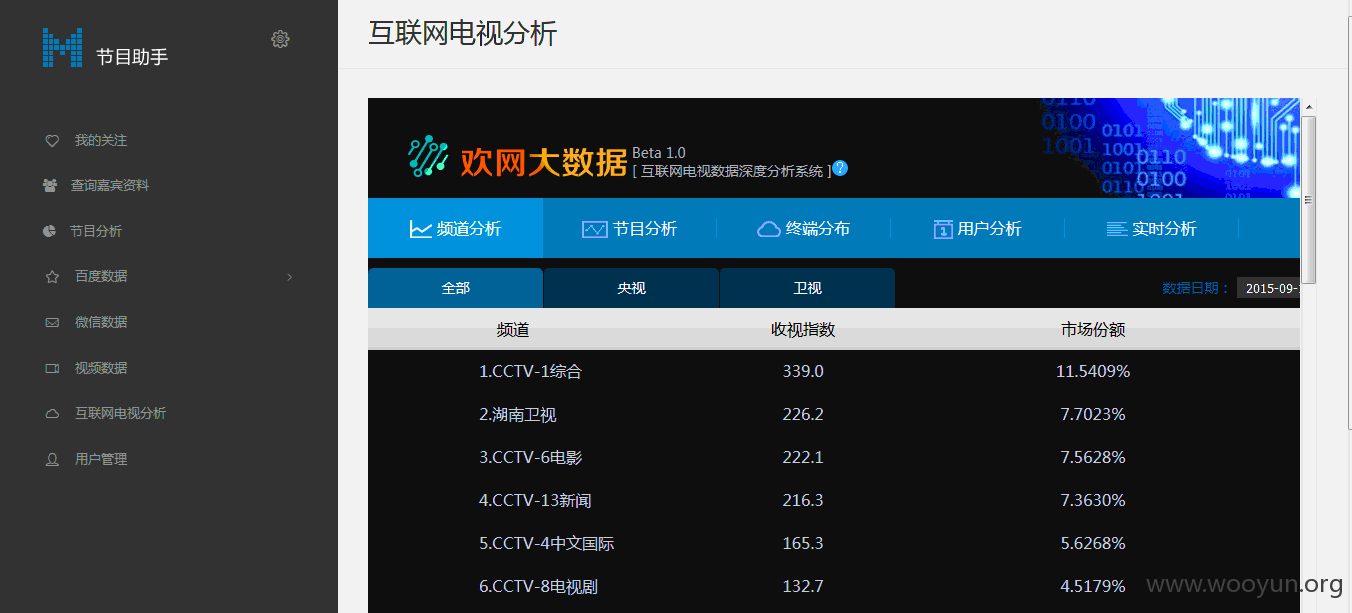 节目助手
我的关注
查询嘉宾资料
节目分析
百度数据
微信数据
视频数据
互联网电视分析
用户管理
互联网电视分析
欢网大数据 Beta 1.0
[ 互联网电视数据深度分析系统 ] ?
0110
0100 0101
1001 1001 0110
0101 0100
0110 1001
频道分析 节目分析 终端分布 用户分析 实时分析
全部 央视 卫视 数据日期： 2015-09-
频道 收视指数 市场份额
1.CCTV-1综合 339.0 11.5409%
2.湖南卫视 226.2 7.7023%
3.CCTV-6电影 222.1 7.5628%
4.CCTV-13新闻 216.3 7.3630%
5.CCTV-4中文国际 165.3 5.6268%
6.CCTV-8电视剧 132.7 4.5179%
www.wooyun.org